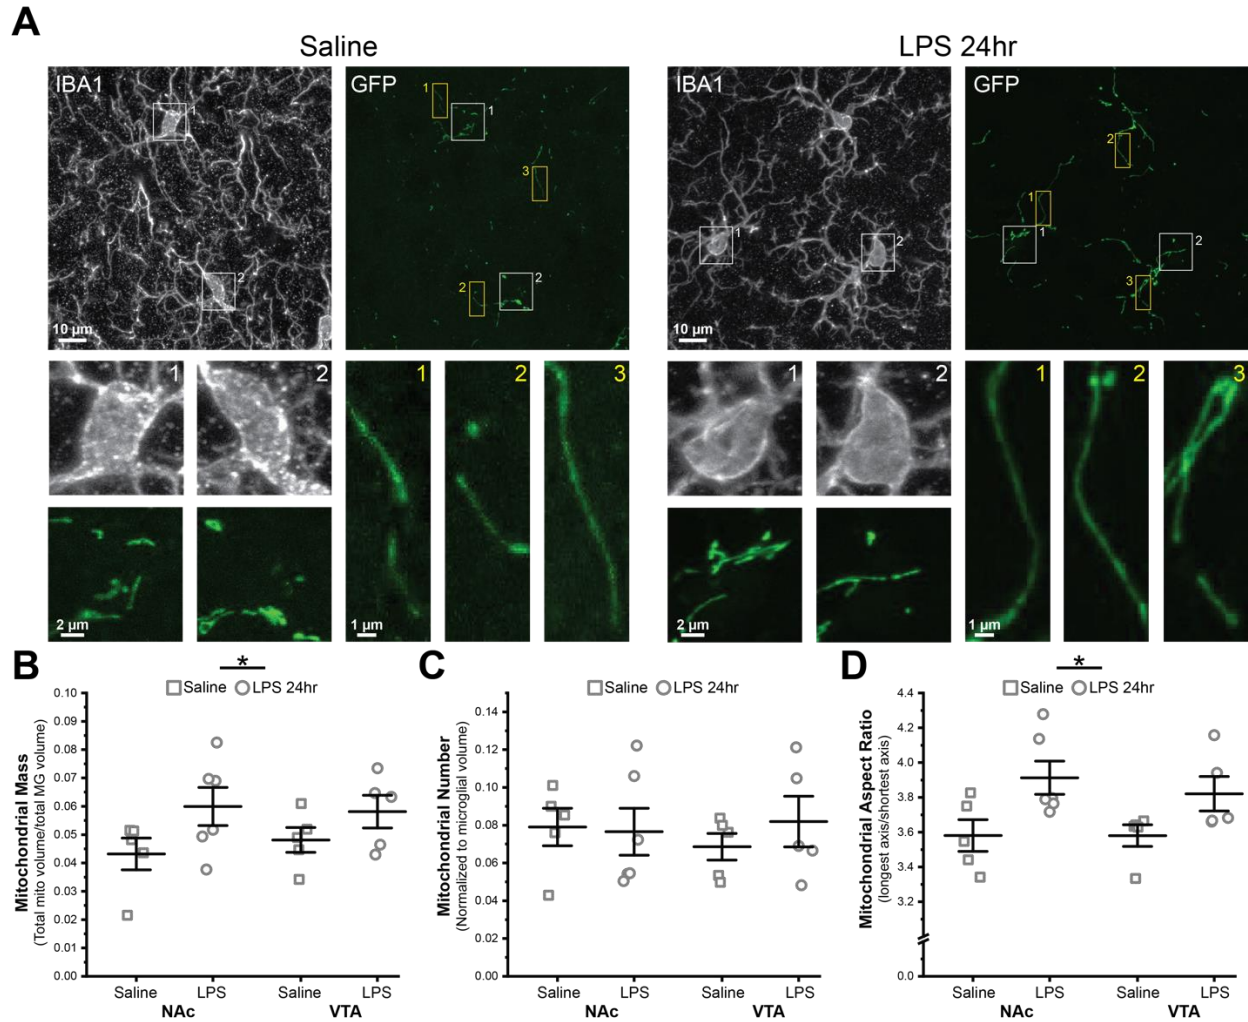 A
Saline
LPS 24hr
IBA1
1
2
10 µm
GFP
1
1
3
2
2
IBA1
1
2
10 µm
GFP
2
1
1
2
3
1
2
1
2
3
1
2
1
2
3
2 µm
1 µm
2 µm
1 µm
B
*
Saline LPS 24hr
Mitochondrial Mass
(Total mito volume/total MG volume)
0.10
0.09
0.08
0.07
0.06
0.05
0.04
0.03
0.02
0.01
0.00
Saline LPS Saline LPS
NAc VTA
C
Saline LPS 24hr
Mitochondrial Number
(Normalized to microglial volume)
0.14
0.12
0.10
0.08
0.06
0.04
0.02
0.00
Saline LPS Saline LPS
NAc VTA
D
*
Saline LPS 24hr
Mitochondrial Aspect Ratio
(longest axis/shortest axis)
4.4
4.2
4.0
3.8
3.6
3.4
3.2
0.0
Saline LPS Saline LPS
NAc VTA